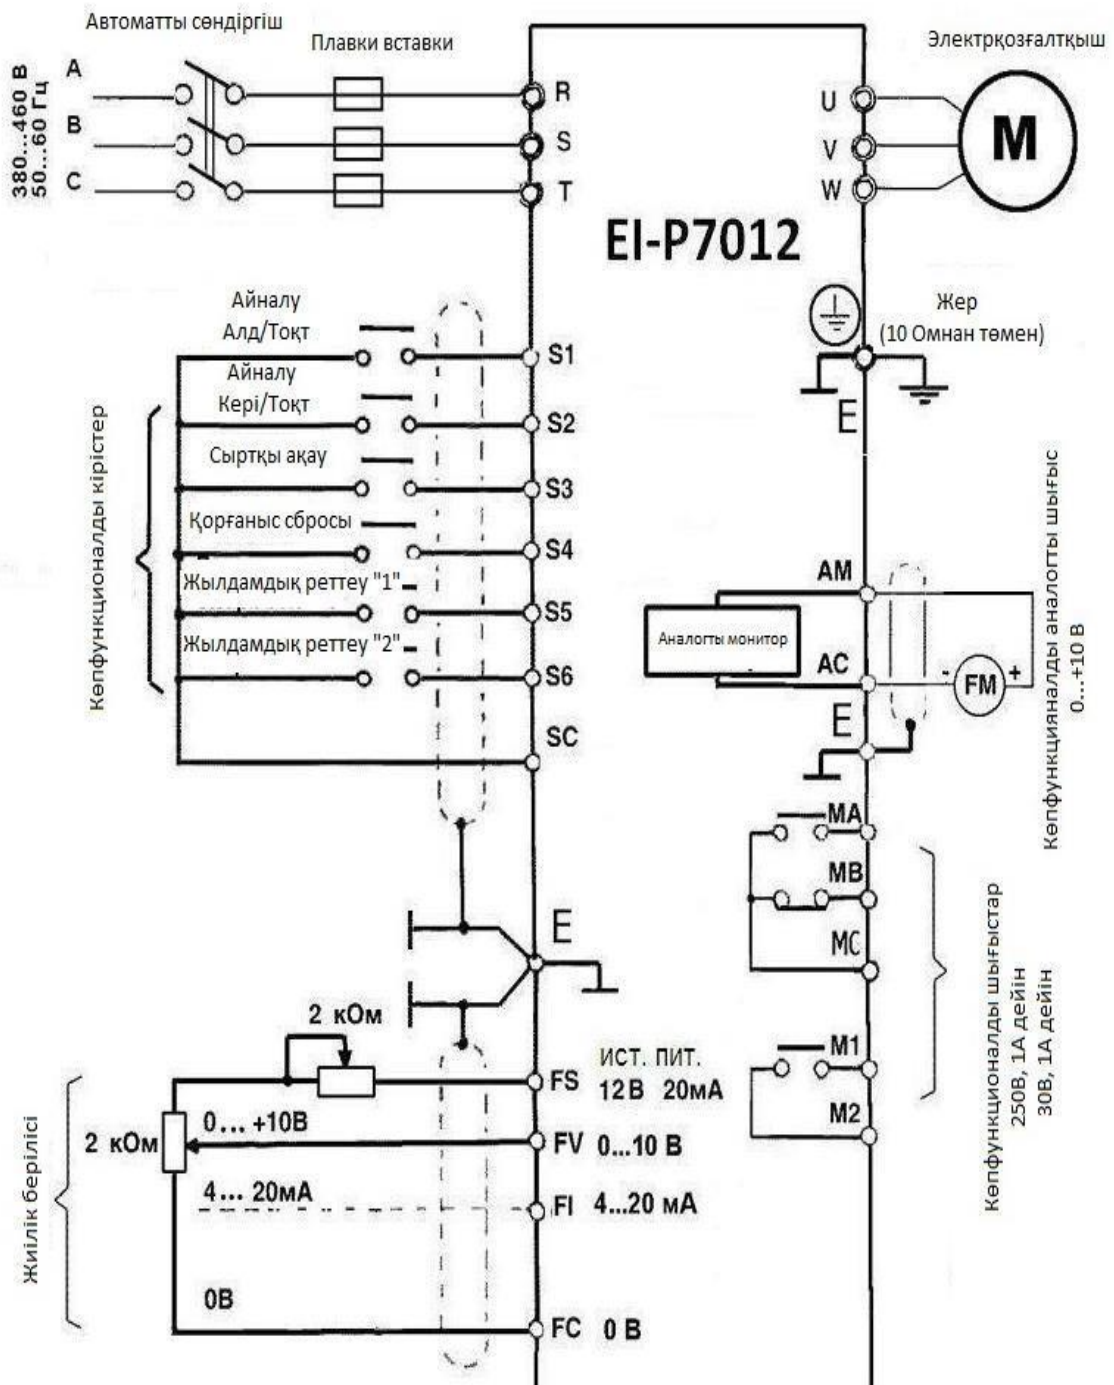 Автоматты сөндіргіш
Плавки вставки
Электрқозғалтқыш
380...460 В
50...60 Гц
A
B
C
R
S
T
U
V
W
M
EI-P7012
Жер
(10 Омнан төмен)
E
Айналу
Алд/Тоқт
S1
Айналу
Кері/Тоқт
S2
Сыртқы ақау
S3
Қорғаныс сбросы
S4
Жылдамдық реттеу "1"
S5
Жылдамдық реттеу "2"
S6
SC
Көпфункционалды кірістер
AM
Аналогты монитор
AC
- FM +
E
Көпфункцияналды аналогты шығыс
0...+10 В
MA
MB
MC
M1
M2
Көпфункционалды шығыстар
250В, 1А дейін
30В, 1А дейін
E
2 кОм
ИСТ. ПИТ.
FS 12 В 20мА
0... +10В
2 кОм
FV 0...10 В
4... 20мА
FI 4...20 мА
0В
FC 0 В
Жиілік берілісі